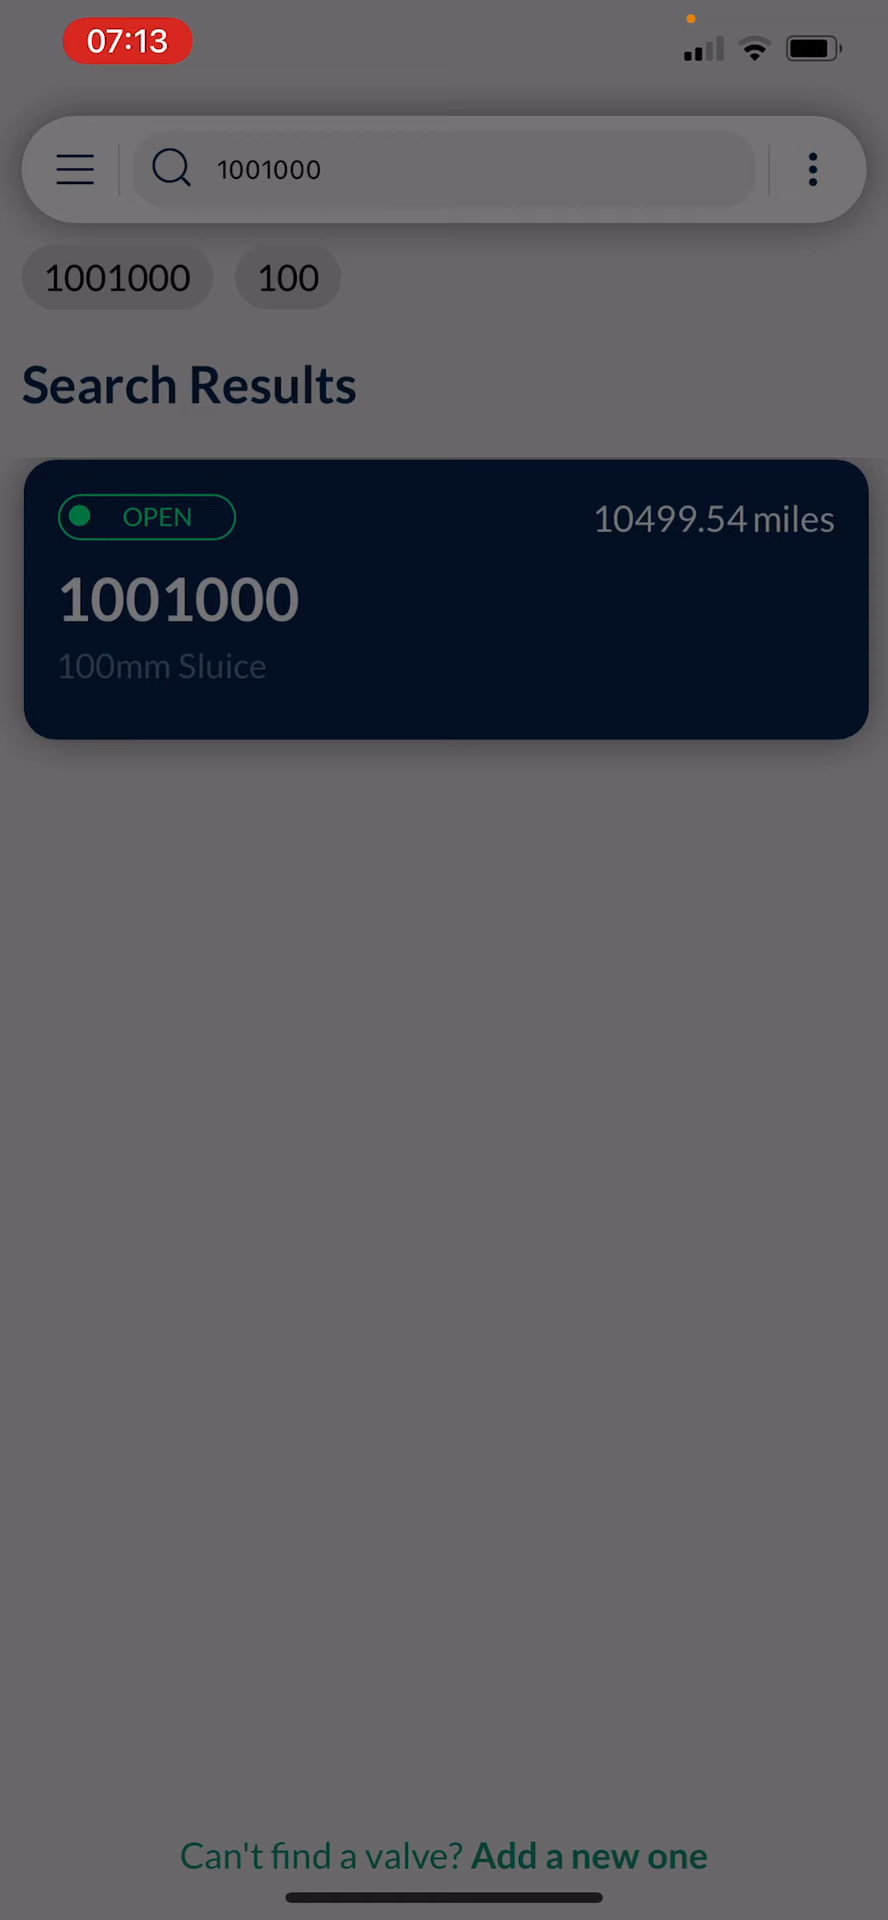 07:13
1001000
1001000 100
Search Results
OPEN 10499.54 miles
1001000
100mm Sluice
Can't find a valve? Add a new one